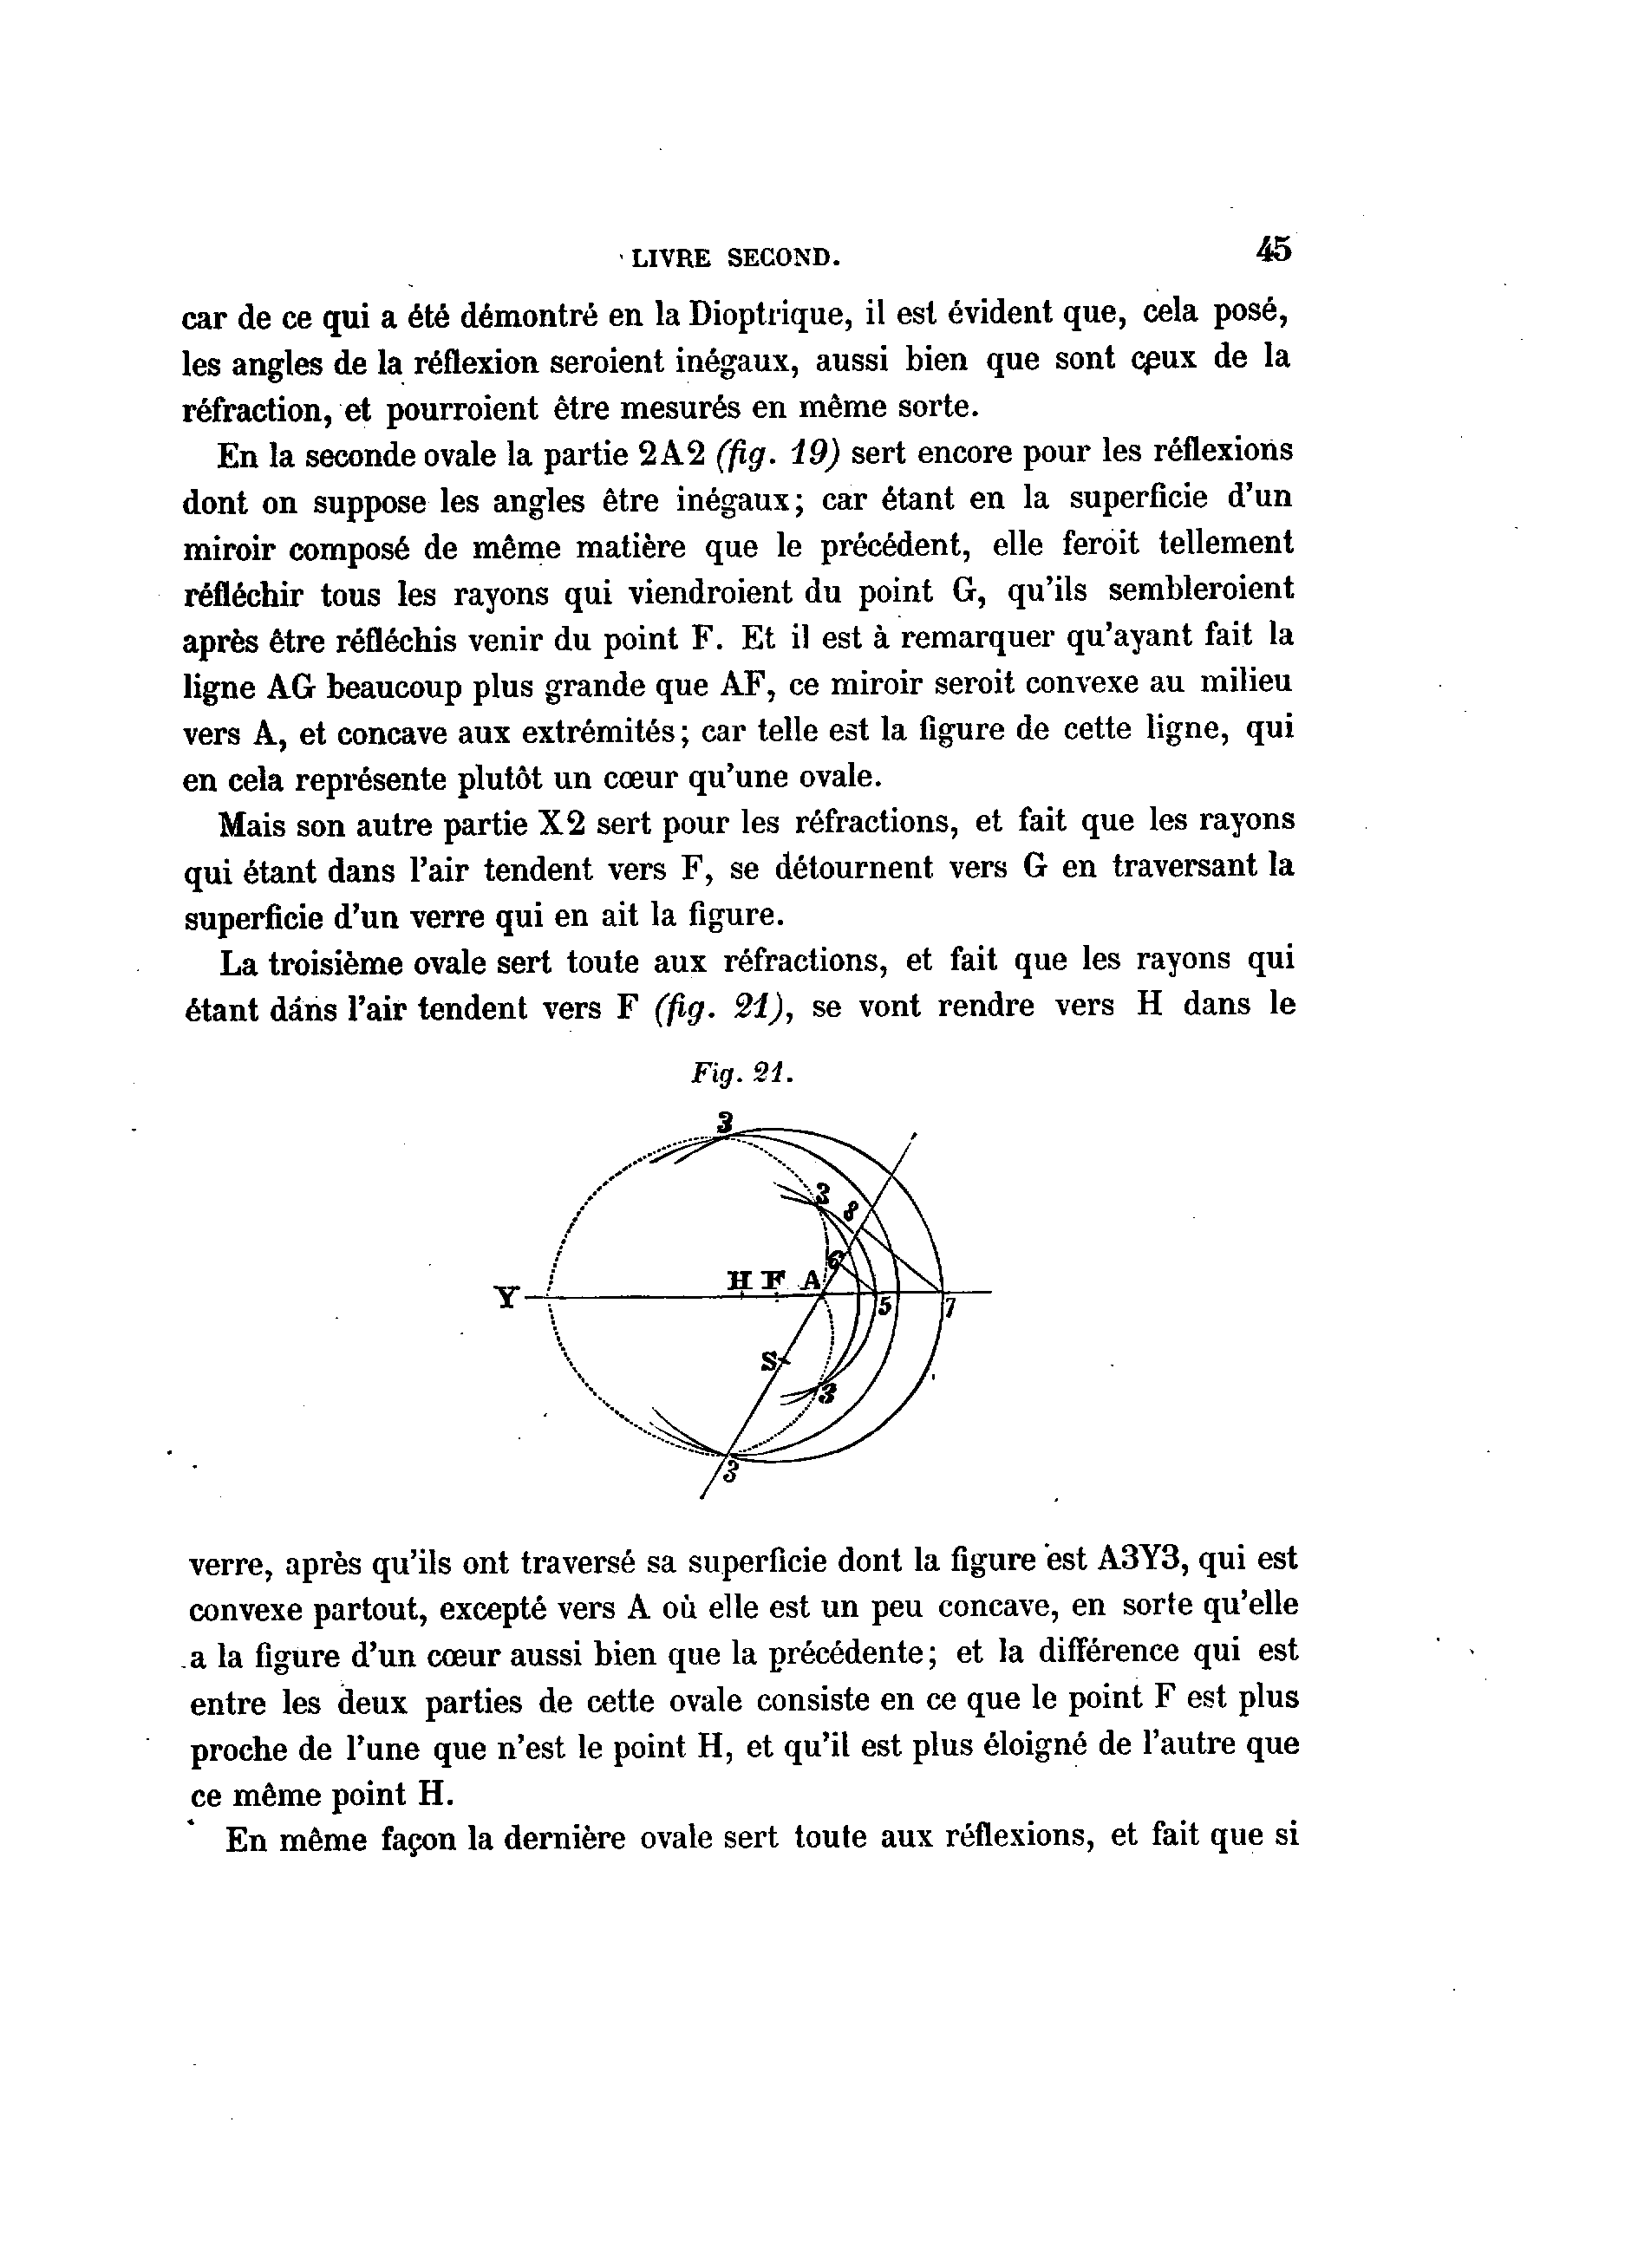 LIVRE SECOND. 45
car de ce qui a été démontré en la Dioptrique, il est évident que, cela posé,
les angles de la réflexion seroient inégaux, aussi bien que sont ceux de la
réfraction, et pourroient être mesurés en même sorte.
En la seconde ovale la partie 2A2 (fig. 19) sert encore pour les réflexions
dont on suppose les angles être inégaux; car étant en la superficie d'un
miroir composé de même matière que le précédent, elle feroit tellement
réfléchir tous les rayons qui viendroient du point G, qu'ils sembleroient
après être réfléchis venir du point F. Et il est à remarquer qu'ayant fait la
ligne AG beaucoup plus grande que AF, ce miroir seroit convexe au milieu
vers A, et concave aux extrémités; car telle est la figure de cette ligne, qui
en cela représente plutôt un cœur qu'une ovale.
Mais son autre partie X2 sert pour les réfractions, et fait que les rayons
qui étant dans l'air tendent vers F, se détournent vers G en traversant la
superficie d'un verre qui en ait la figure.
La troisième ovale sert toute aux réfractions, et fait que les rayons qui
étant dans l'air tendent vers F (fig. 21), se vont rendre vers H dans le
Fig. 21.
3
3
8
6
H F A
Y
5 7
S
3
3
verre, après qu'ils ont traversé sa superficie dont la figure est A3Y3, qui est
convexe partout, excepté vers A où elle est un peu concave, en sorte qu'elle
a la figure d'un cœur aussi bien que la précédente; et la différence qui est
entre les deux parties de cette ovale consiste en ce que le point F est plus
proche de l'une que n'est le point H, et qu'il est plus éloigné de l'autre que
ce même point H.
En même façon la dernière ovale sert toute aux réflexions, et fait que si